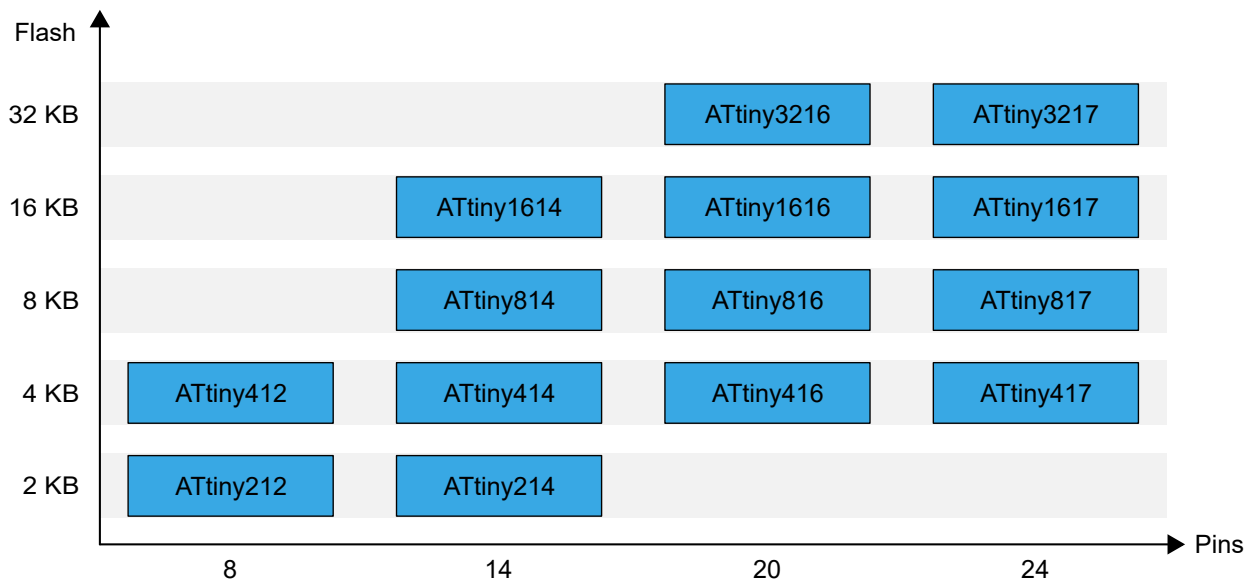 Flash
32 KB
ATtiny3216
ATtiny3217
16 KB
ATtiny1614
ATtiny1616
ATtiny1617
8 KB
ATtiny814
ATtiny816
ATtiny817
4 KB
ATtiny412
ATtiny414
ATtiny416
ATtiny417
2 KB
ATtiny212
ATtiny214
Pins
8
14
20
24